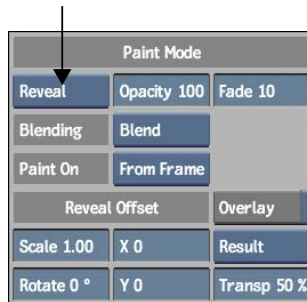 Paint Mode
Reveal Opacity 100 Fade 10
Blending Blend
Paint On From Frame
Reveal Offset Overlay
Scale 1.00 X 0 Result
Rotate 0 ° Y 0 Transp 50 %